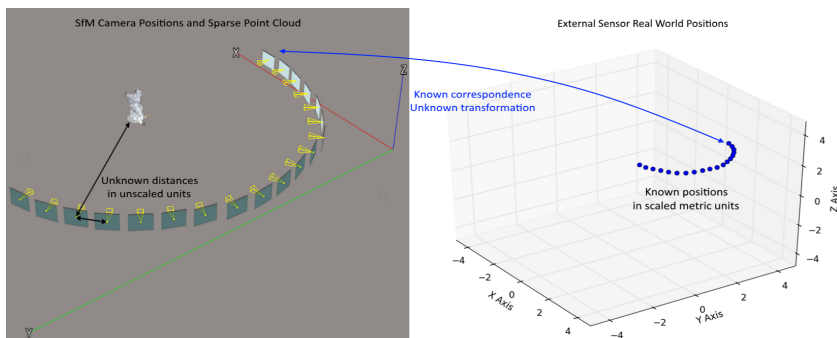 SfM Camera Positions and Sparse Point Cloud
External Sensor Real World Positions
X
Z
Known correspondence
Unknown transformation
Unknown distances
in unscaled units
Known positions
in scaled metric units
Y
4
2
0
−2
−4
Z Axis
−4
−2
0
2
4
X Axis
−4
−2
0
2
4
Y Axis